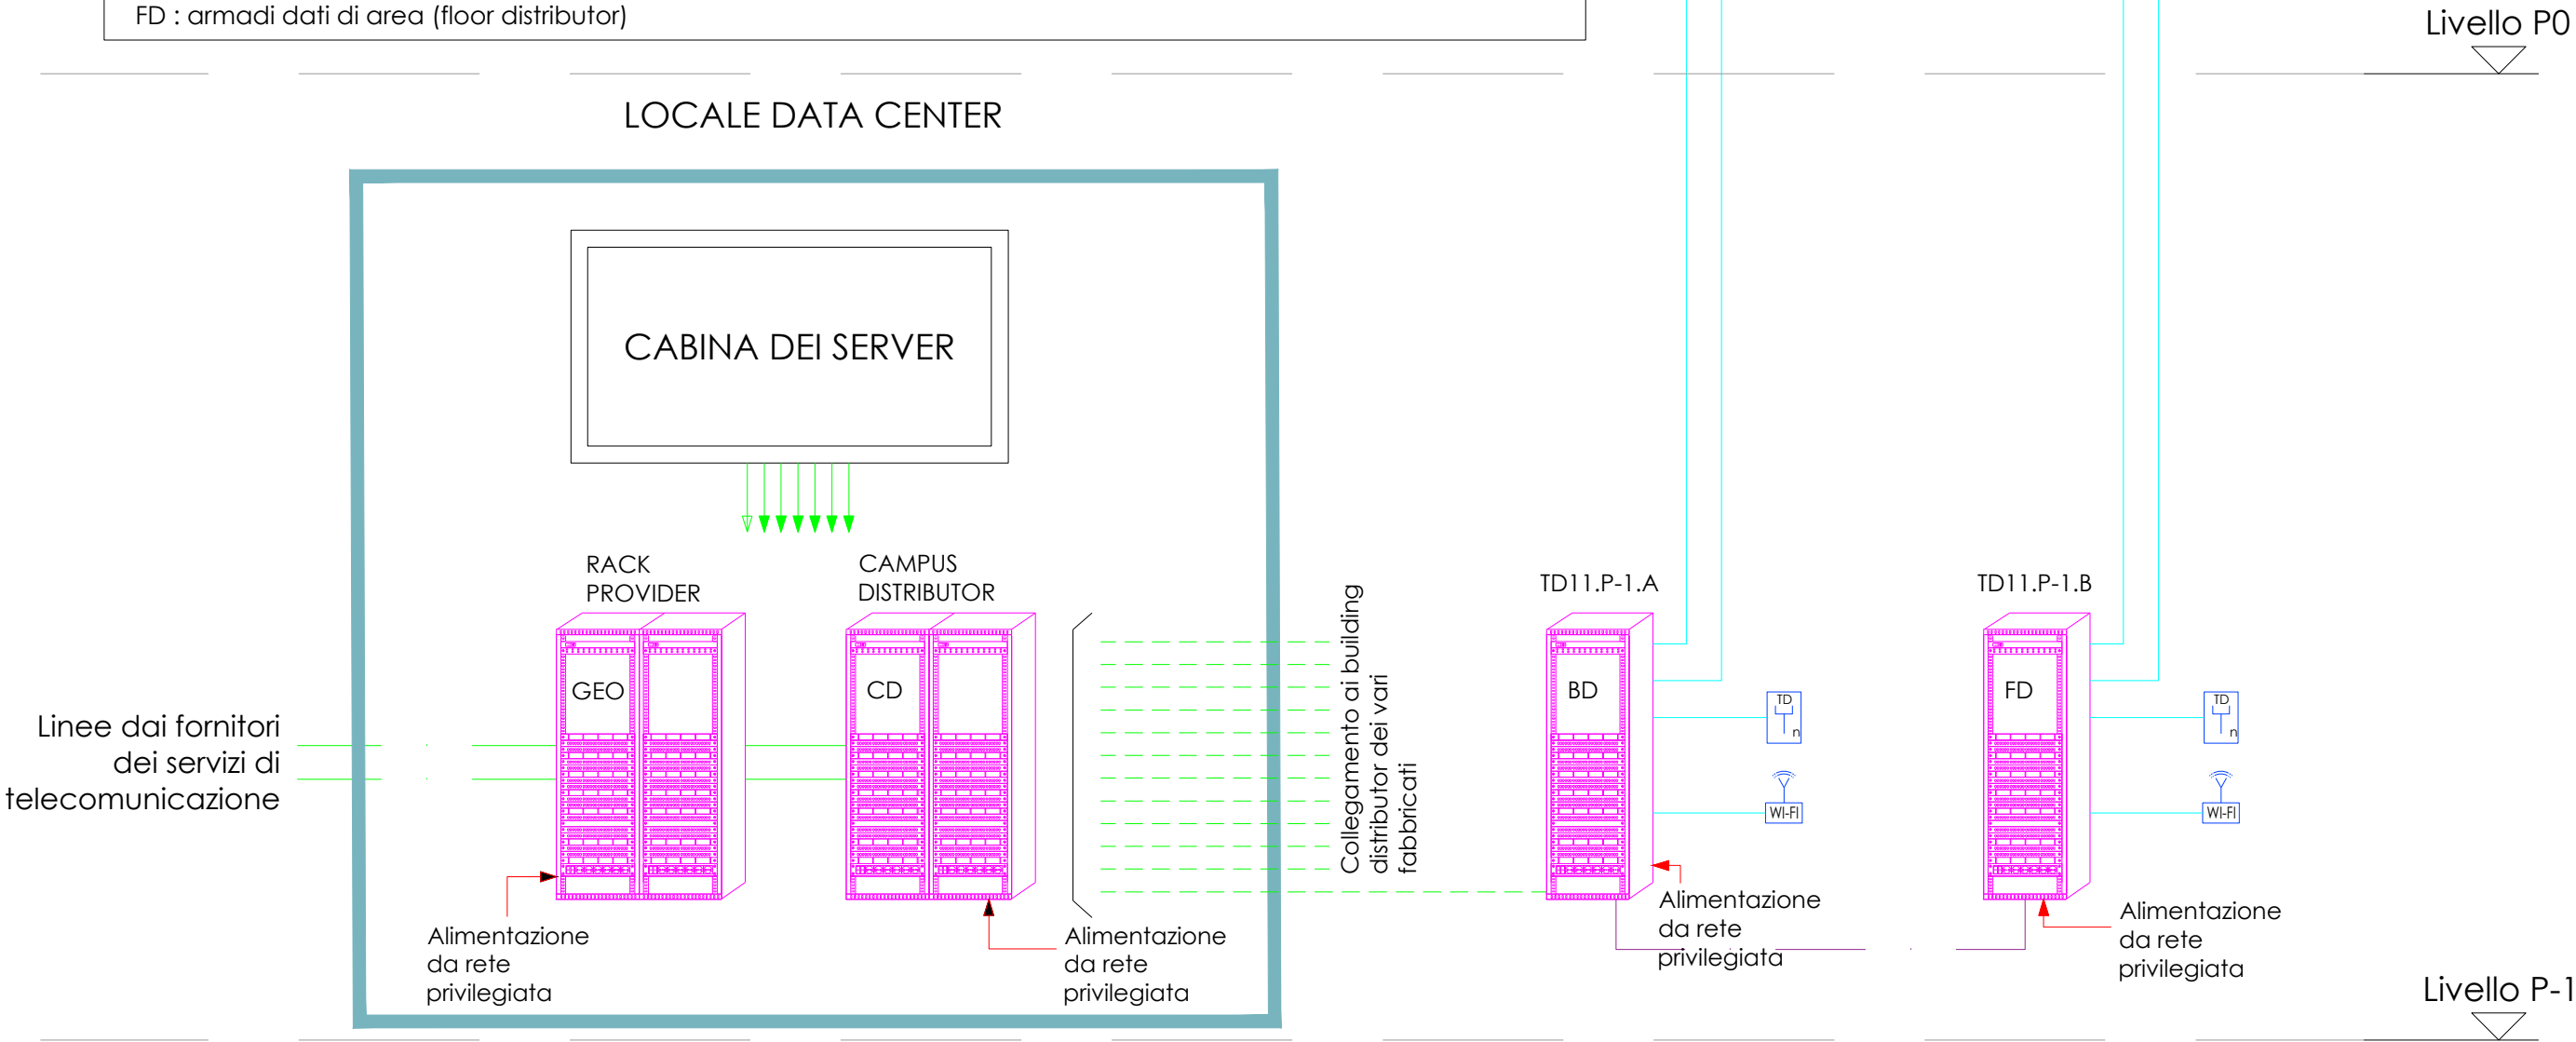 FD : armadi dati di area (floor distributor)
Livello P0
LOCALE DATA CENTER
CABINA DEI SERVER
RACK
PROVIDER
CAMPUS
DISTRIBUTOR
TD11.P-1.A
TD11.P-1.B
GEO
CD
BD
FD
Collegamento ai building
distributor dei vari
fabbricati
Linee dai fornitori
dei servizi di
telecomunicazione
TD
n
WI-FI
TD
n
WI-FI
Alimentazione
da rete
privilegiata
Alimentazione
da rete
privilegiata
Alimentazione
da rete
privilegiata
Alimentazione
da rete
privilegiata
Livello P-1